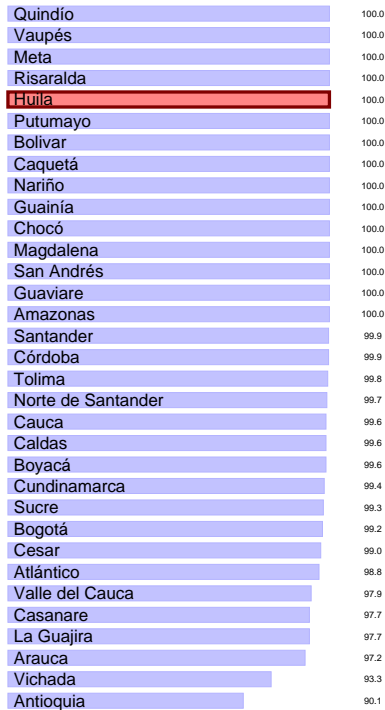 Quindío 100.0
Vaupés 100.0
Meta 100.0
Risaralda 100.0
Huila 100.0
Putumayo 100.0
Bolivar 100.0
Caquetá 100.0
Nariño 100.0
Guainía 100.0
Chocó 100.0
Magdalena 100.0
San Andrés 100.0
Guaviare 100.0
Amazonas 100.0
Santander 99.9
Córdoba 99.9
Tolima 99.8
Norte de Santander 99.7
Cauca 99.6
Caldas 99.6
Boyacá 99.6
Cundinamarca 99.4
Sucre 99.3
Bogotá 99.2
Cesar 99.0
Atlántico 98.8
Valle del Cauca 97.9
Casanare 97.7
La Guajira 97.7
Arauca 97.2
Vichada 93.3
Antioquia 90.1